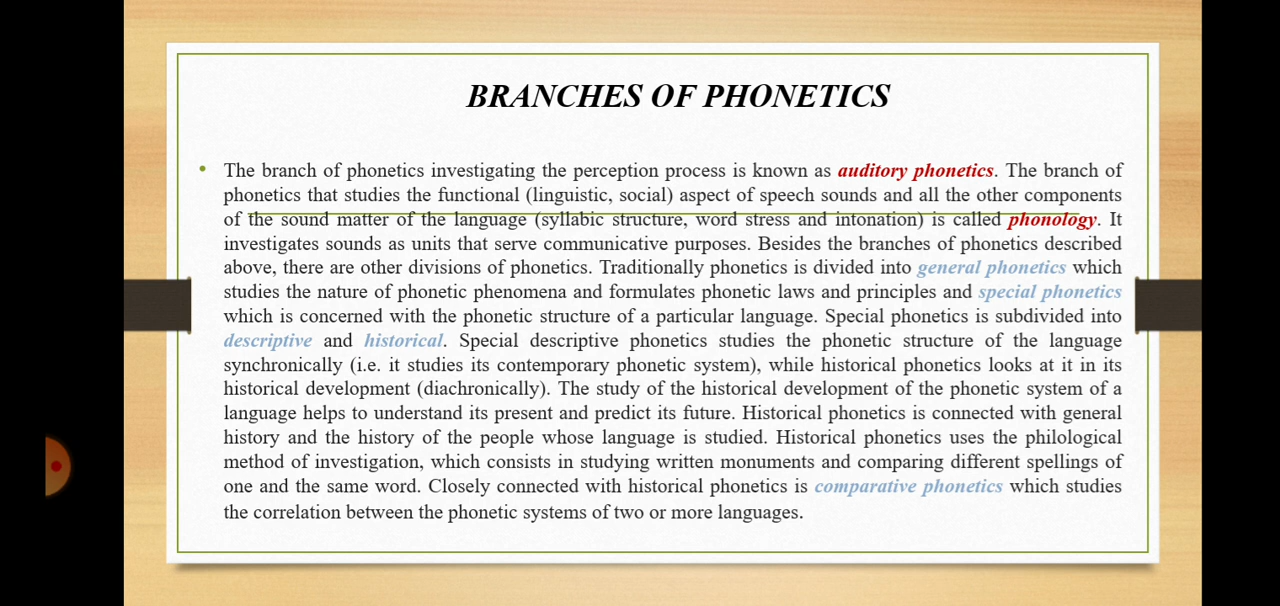 BRANCHES OF PHONETICS
• The branch of phonetics investigating the perception process is known as auditory phonetics. The branch of
phonetics that studies the functional (linguistic, social) aspect of speech sounds and all the other components
of the sound matter of the language (syllabic structure, word stress and intonation) is called phonology. It
investigates sounds as units that serve communicative purposes. Besides the branches of phonetics described
above, there are other divisions of phonetics. Traditionally phonetics is divided into general phonetics which
studies the nature of phonetic phenomena and formulates phonetic laws and principles and special phonetics
which is concerned with the phonetic structure of a particular language. Special phonetics is subdivided into
descriptive and historical. Special descriptive phonetics studies the phonetic structure of the language
synchronically (i.e. it studies its contemporary phonetic system), while historical phonetics looks at it in its
historical development (diachronically). The study of the historical development of the phonetic system of a
language helps to understand its present and predict its future. Historical phonetics is connected with general
history and the history of the people whose language is studied. Historical phonetics uses the philological
method of investigation, which consists in studying written monuments and comparing different spellings of
one and the same word. Closely connected with historical phonetics is comparative phonetics which studies
the correlation between the phonetic systems of two or more languages.